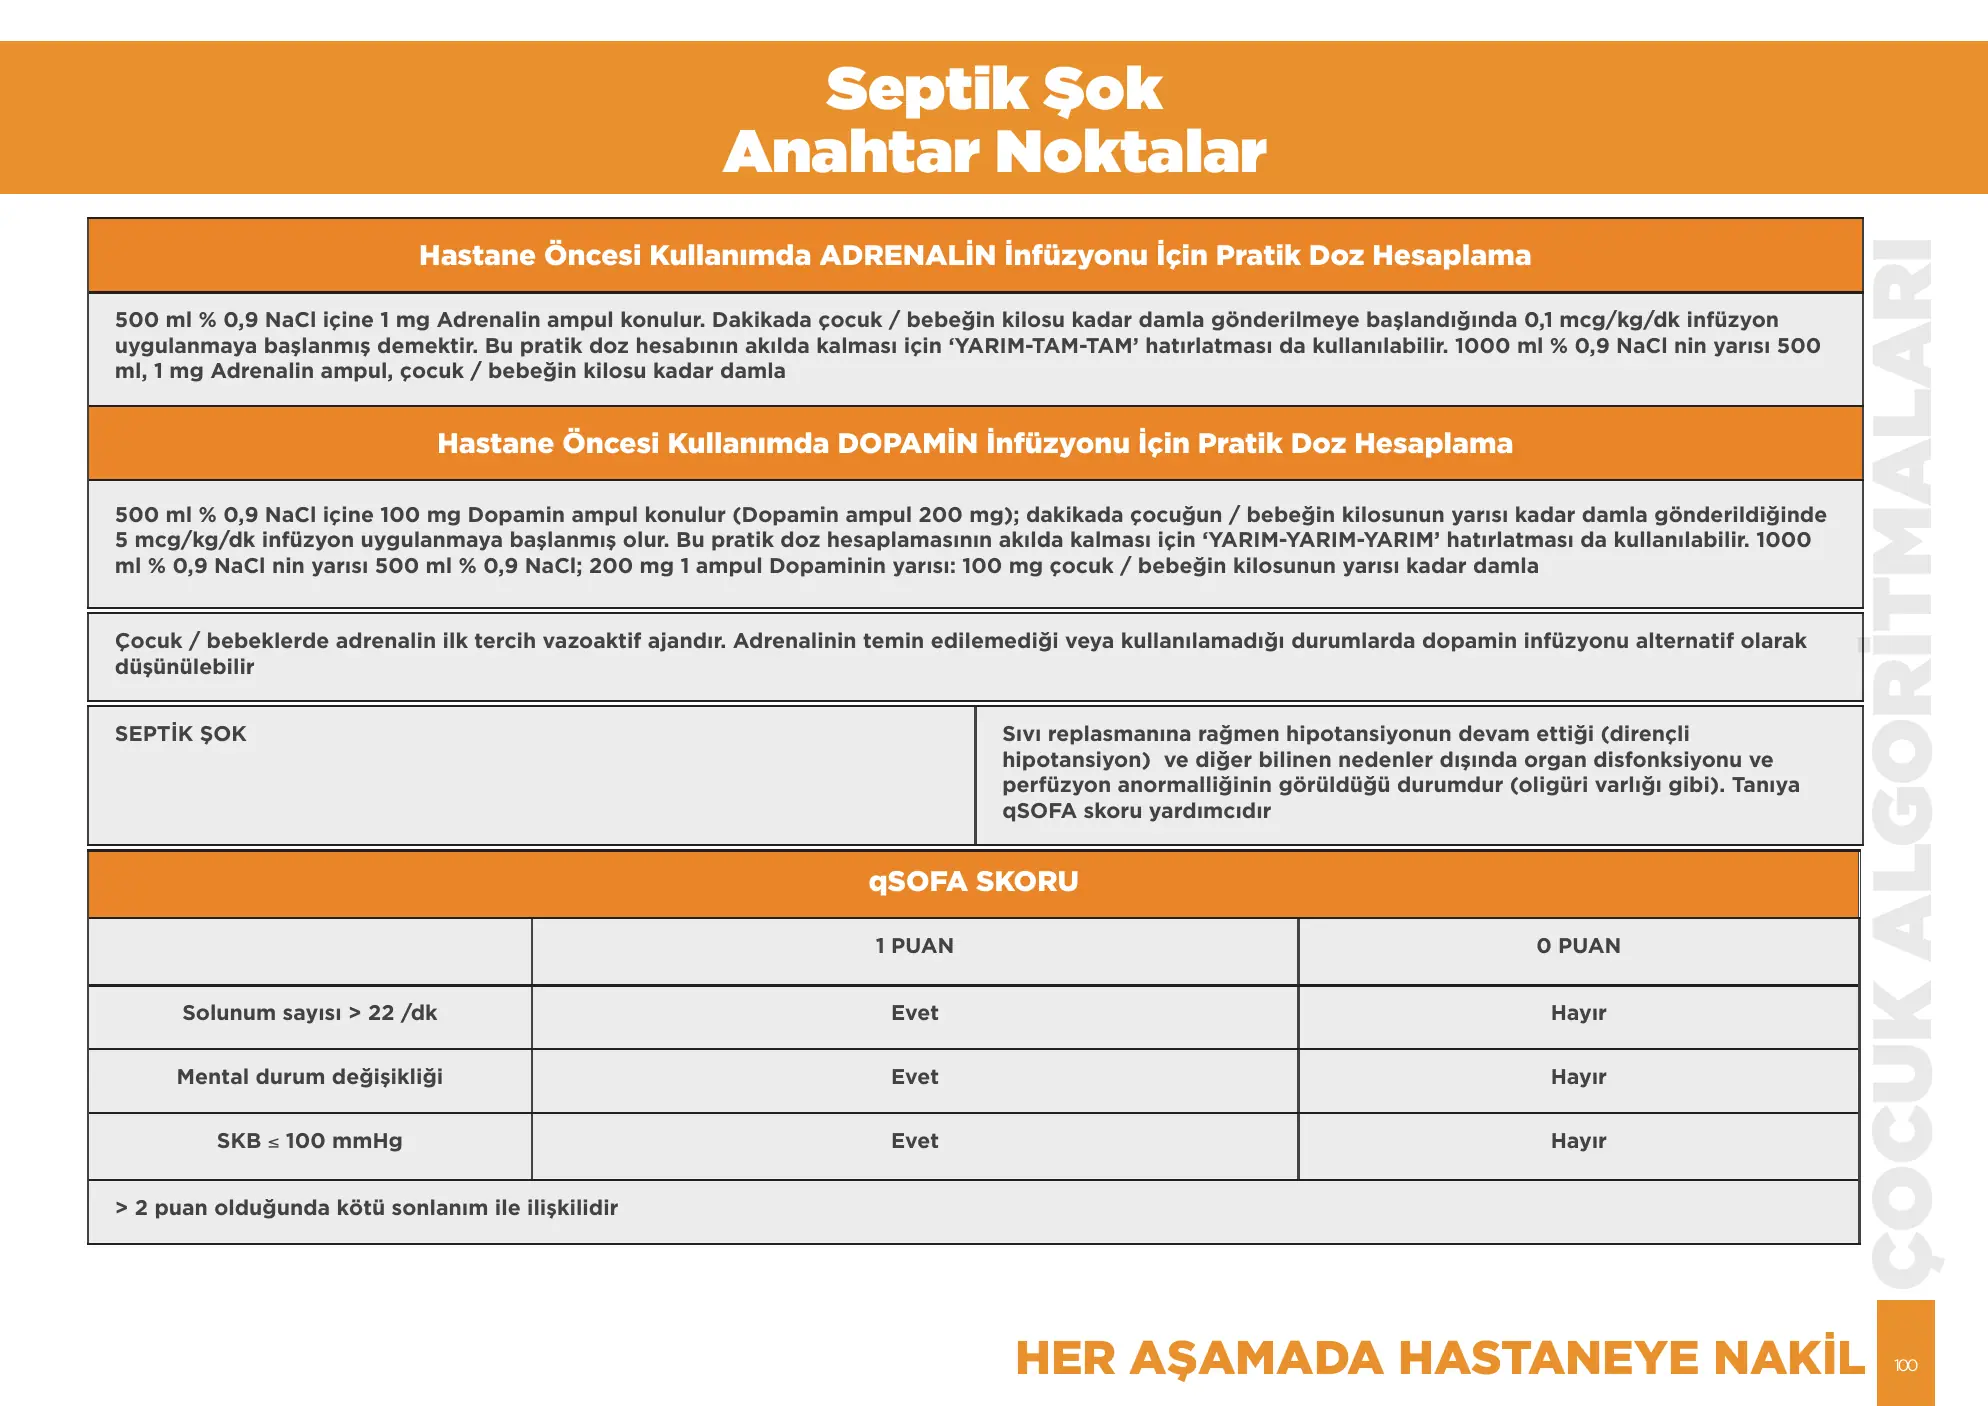 Septik Şok
Anahtar Noktalar
Hastane Öncesi Kullanımda ADRENALİN İnfüzyonu İçin Pratik Doz Hesaplama
500 ml % 0,9 NaCl içine 1 mg Adrenalin ampul konulur. Dakikada çocuk / bebeğin kilosu kadar damla gönderilmeye başlandığında 0,1 mcg/kg/dk infüzyon
uygulanmaya başlanmış demektir. Bu pratik doz hesabının akılda kalması için ‘YARIM-TAM-TAM’ hatırlatması da kullanılabilir. 1000 ml % 0,9 NaCl nin yarısı 500
ml, 1 mg Adrenalin ampul, çocuk / bebeğin kilosu kadar damla
Hastane Öncesi Kullanımda DOPAMİN İnfüzyonu İçin Pratik Doz Hesaplama
500 ml % 0,9 NaCl içine 100 mg Dopamin ampul konulur (Dopamin ampul 200 mg); dakikada çocuğun / bebeğin kilosunun yarısı kadar damla gönderildiğinde
5 mcg/kg/dk infüzyon uygulanmaya başlanmış olur. Bu pratik doz hesaplamasının akılda kalması için ‘YARIM-YARIM-YARIM’ hatırlatması da kullanılabilir. 1000
ml % 0,9 NaCl nin yarısı 500 ml % 0,9 NaCl; 200 mg 1 ampul Dopaminin yarısı: 100 mg çocuk / bebeğin kilosunun yarısı kadar damla
Çocuk / bebeklerde adrenalin ilk tercih vazoaktif ajandır. Adrenalinin temin edilemediği veya kullanılamadığı durumlarda dopamin infüzyonu alternatif olarak
düşünülebilir
SEPTİK ŞOK
Sıvı replasmanına rağmen hipotansiyonun devam ettiği (dirençli
hipotansiyon)  ve diğer bilinen nedenler dışında organ disfonksiyonu ve
perfüzyon anormalliğinin görüldüğü durumdur (oligüri varlığı gibi). Tanıya
qSOFA skoru yardımcıdır
qSOFA SKORU
1 PUAN
0 PUAN
Solunum sayısı > 22 /dk
Evet
Hayır
Mental durum değişikliği
Evet
Hayır
SKB ≤ 100 mmHg
Evet
Hayır
> 2 puan olduğunda kötü sonlanım ile ilişkilidir
ÇOCUK ALGORİTMALARI
HER AŞAMADA HASTANEYE NAKİL
100